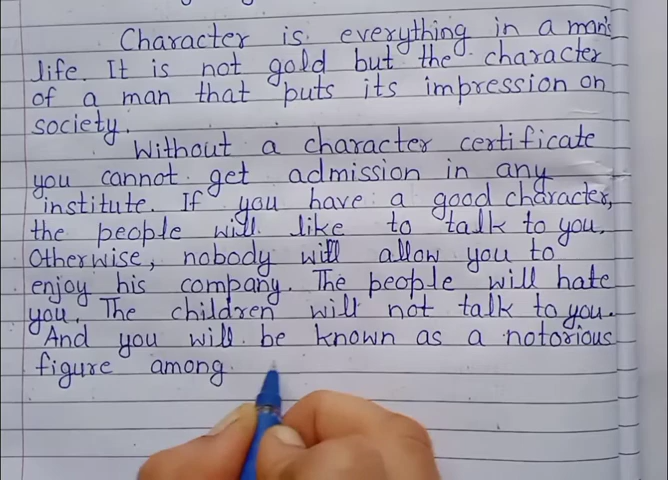 Character is everything in a man's
life. It is not gold but the character
of a man that puts its impression on
society.
Without a character certificate
you cannot get admission in any
institute. If you have a good character,
the people will like to talk to you.
Otherwise, nobody will allow you to
enjoy his company. The people will hate
you. The children will not talk to you.
And you will be known as a notorious
figure among